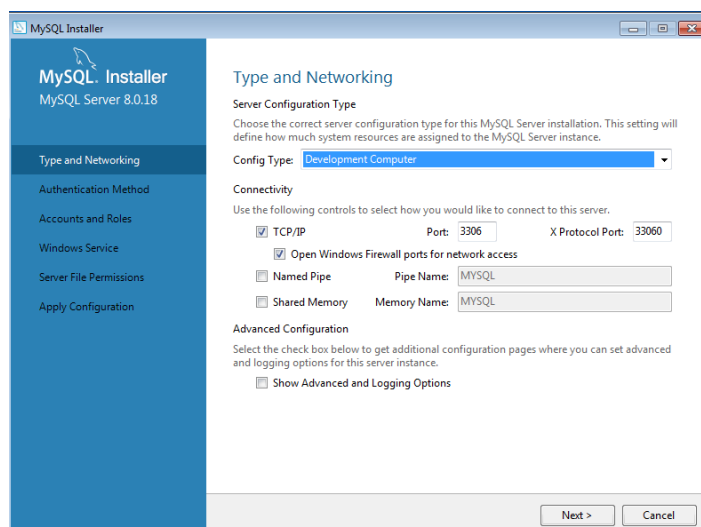 MySQL Installer
MySQL. Installer
MySQL Server 8.0.18
Type and Networking
Authentication Method
Accounts and Roles
Windows Service
Server File Permissions
Apply Configuration
Type and Networking
Server Configuration Type
Choose the correct server configuration type for this MySQL Server installation. This setting will
define how much system resources are assigned to the MySQL Server instance.
Config Type: Development Computer
Connectivity
Use the following controls to select how you would like to connect to this server.
TCP/IP Port: 3306 X Protocol Port: 33060
Open Windows Firewall ports for network access
Named Pipe Pipe Name: MYSQL
Shared Memory Memory Name: MYSQL
Advanced Configuration
Select the check box below to get additional configuration pages where you can set advanced
and logging options for this server instance.
Show Advanced and Logging Options
Next > Cancel